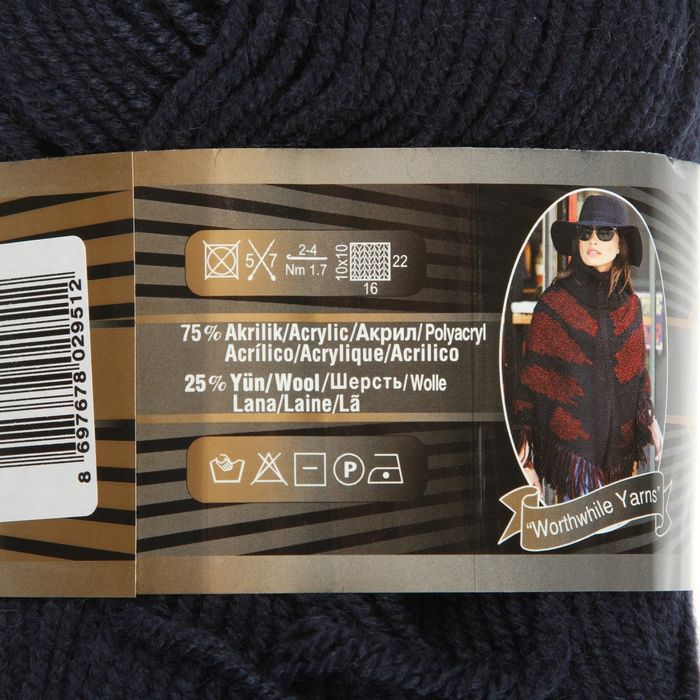 8 697678 029512
5 7
2-4
Nm 1.7
10x10
22
16
75% Akrilik/Acrylic/Акрил/Polyacryl
Acrílico/Acrylique/Acrilico
25% Yün/Wool/Шерсть/Wolle
Lana/Laine/Lã
P
"Worthwhile Yarns"